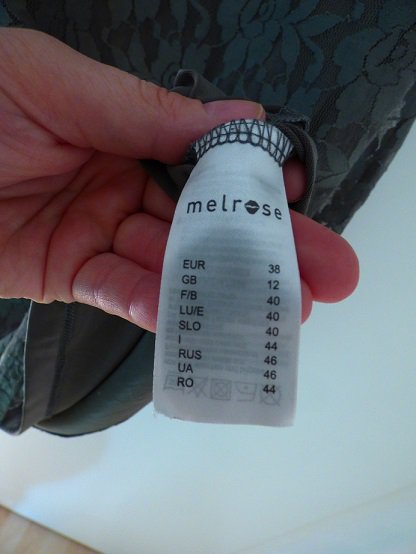 melrose
EUR 38
GB 12
F/B 40
LU/E 40
SLO 40
I 44
RUS 46
UA 46
RO 44